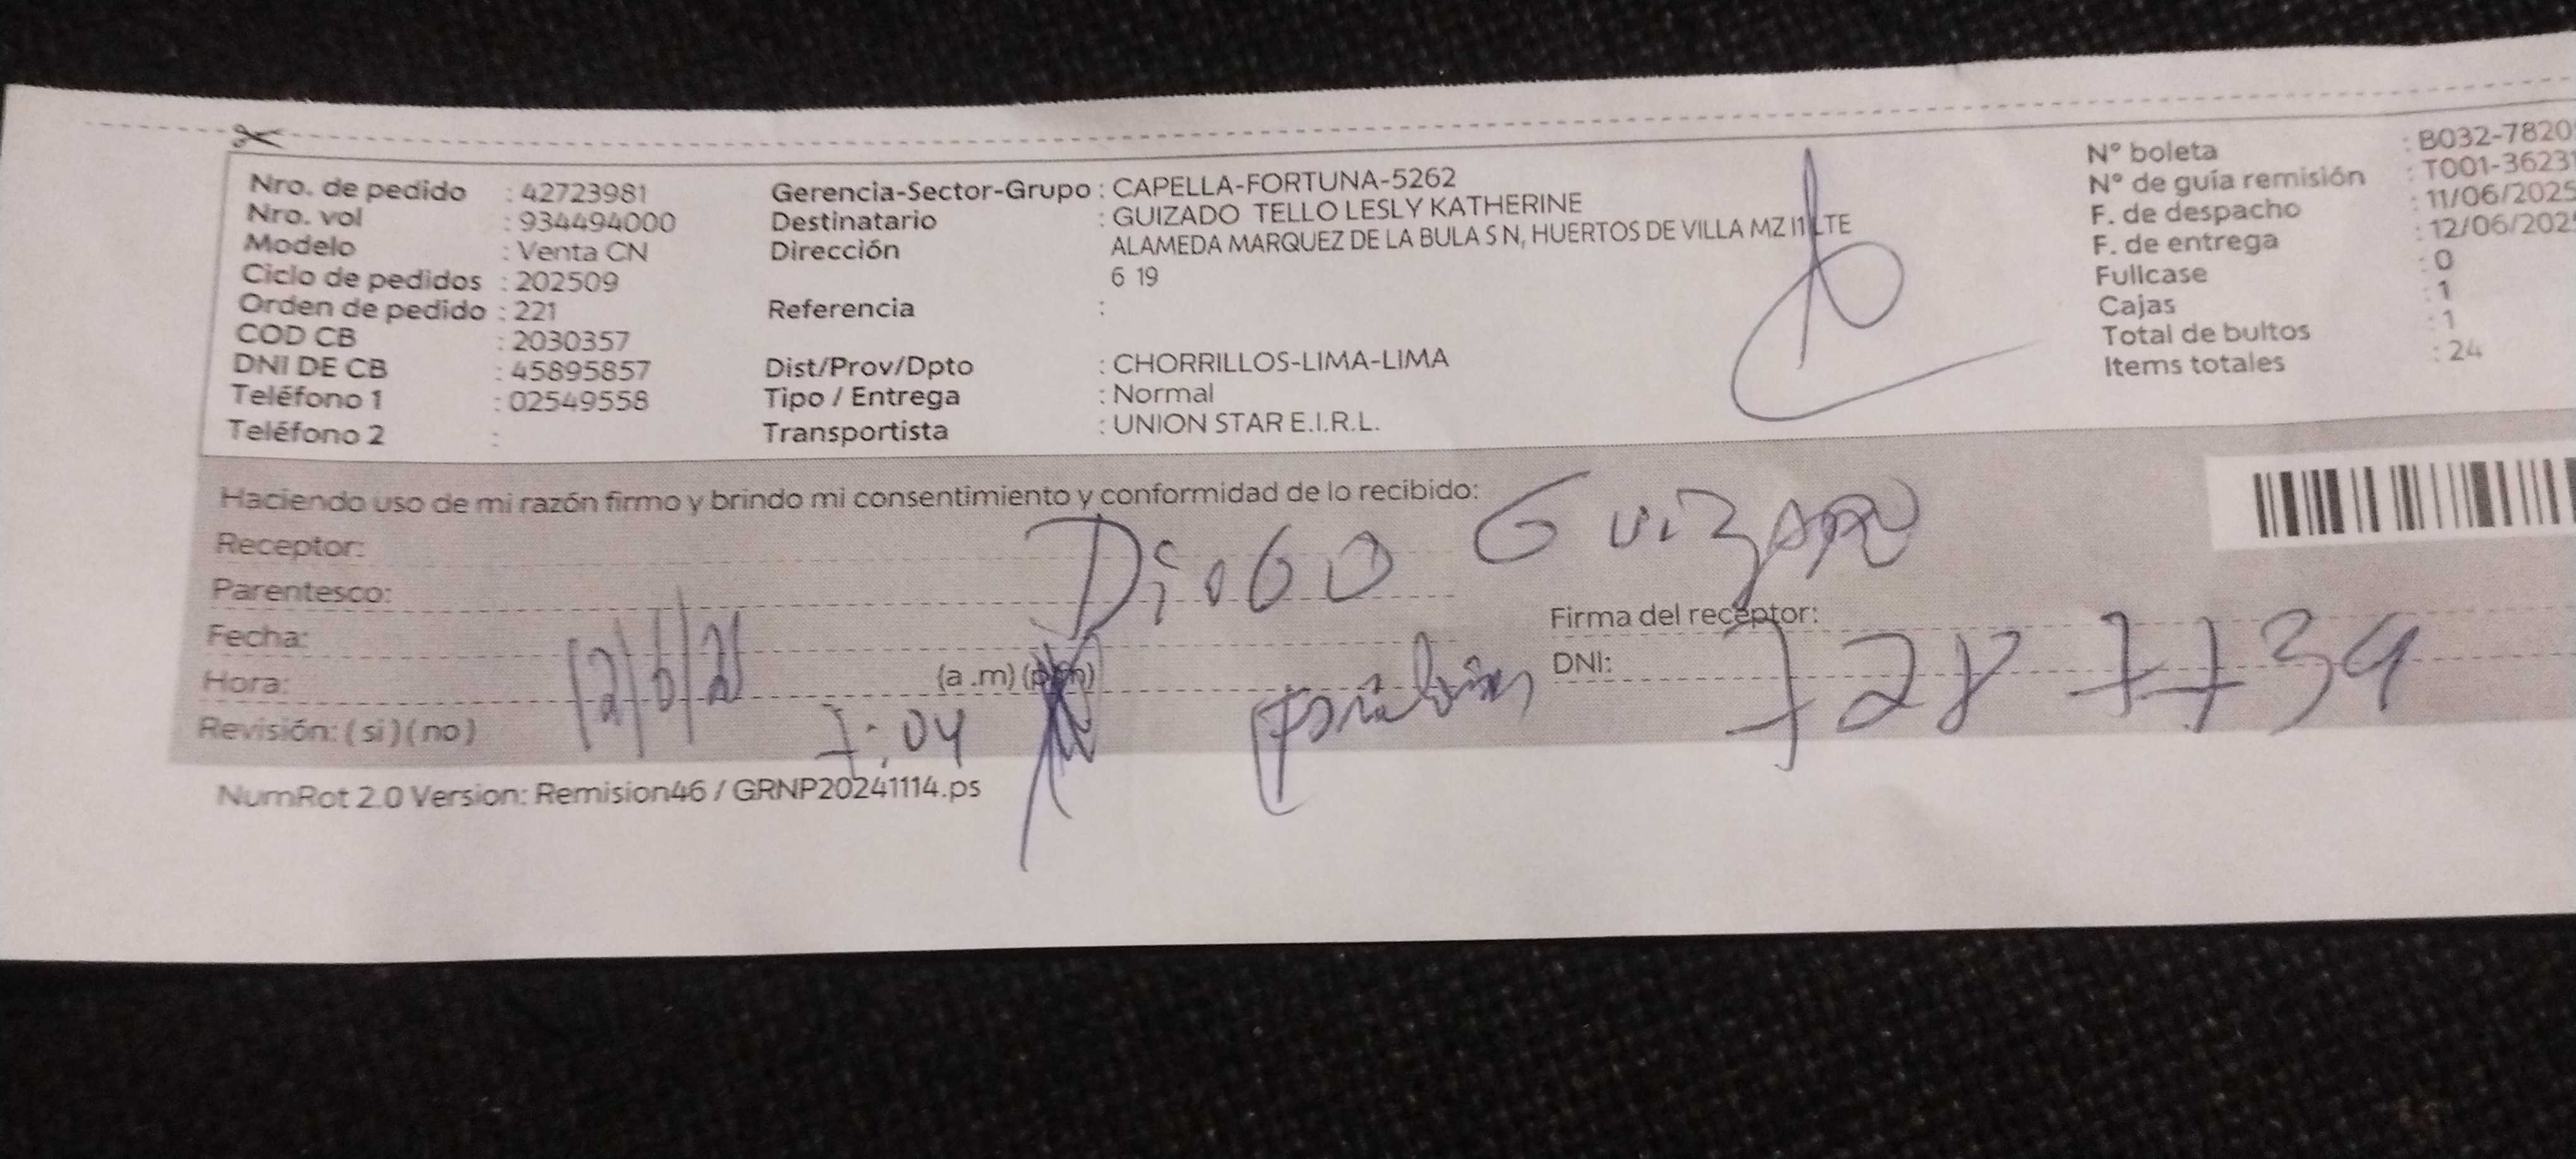 Nro. de pedido : 42723981
Nro. vol : 934494000
Modelo : Venta CN
Ciclo de pedidos : 202509
Orden de pedido : 221
COD CB : 2030357
DNI DE CB : 45895857
Teléfono 1 : 02549558
Teléfono 2 :
Gerencia-Sector-Grupo : CAPELLA-FORTUNA-5262
Destinatario : GUIZADO TELLO LESLY KATHERINE
Dirección ALAMEDA MARQUEZ DE LA BULA S N, HUERTOS DE VILLA MZ I1 LTE
6 19
Referencia :
Dist/Prov/Dpto : CHORRILLOS-LIMA-LIMA
Tipo / Entrega : Normal
Transportista : UNION STAR E.I.R.L.
N° boleta : B032-7820
N° de guía remisión : T001-3623
F. de despacho : 11/06/2025
F. de entrega : 12/06/202
Fullcase : 0
Cajas : 1
Total de bultos : 1
Items totales : 24
Haciendo uso de mi razón firmo y brindo mi consentimiento y conformidad de lo recibido:
Receptor: Diogo Guizado
Parentesco:
Firma del receptor:
Fecha: 12/6/2
Hora: (a .m) (p.m)
DNI: 7287739
7:04
Revisión: ( si ) ( no )
NumRot 2.0 Version: Remision46 / GRNP20241114.ps